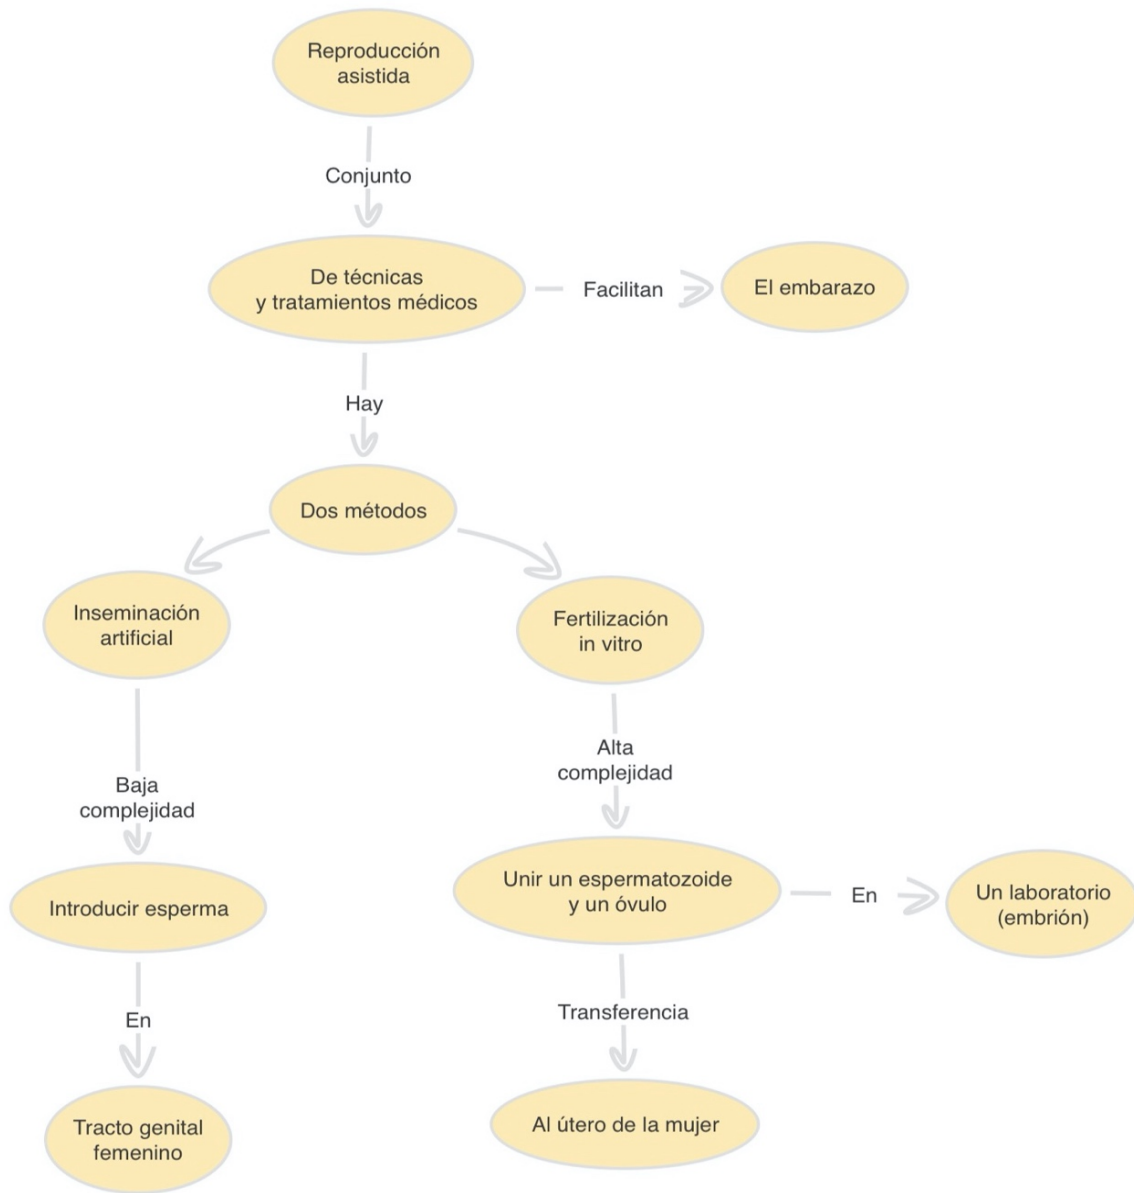 Reproducción
asistida
Conjunto
De técnicas
y tratamientos médicos
Facilitan
El embarazo
Hay
Dos métodos
Inseminación
artificial
Fertilización
in vitro
Baja
complejidad
Alta
complejidad
Introducir esperma
Unir un espermatozoide
y un óvulo
En
Un laboratorio
(embrión)
En
Transferencia
Tracto genital
femenino
Al útero de la mujer